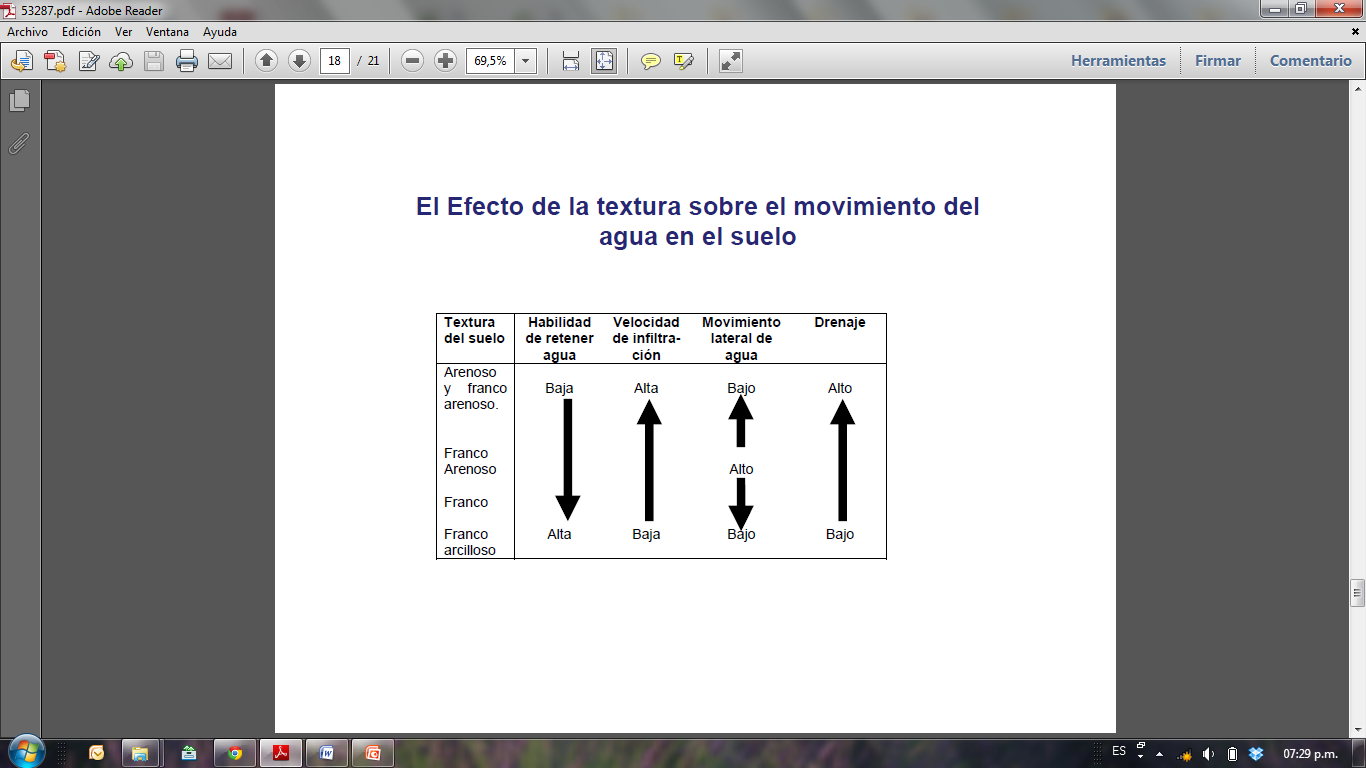 53287.pdf - Adobe Reader
Archivo Edición Ver Ventana Ayuda
18 / 21 69,5% Herramientas Firmar Comentario
El Efecto de la textura sobre el movimiento del
agua en el suelo
Textura Habilidad Velocidad Movimiento Drenaje
del suelo de retener de infiltra- lateral de
agua ción agua
Arenoso
y franco Baja Alta Bajo Alto
arenoso.
Franco
Arenoso Alto
Franco
Franco Alta Baja Bajo Bajo
arcilloso
ES 07:29 p.m.